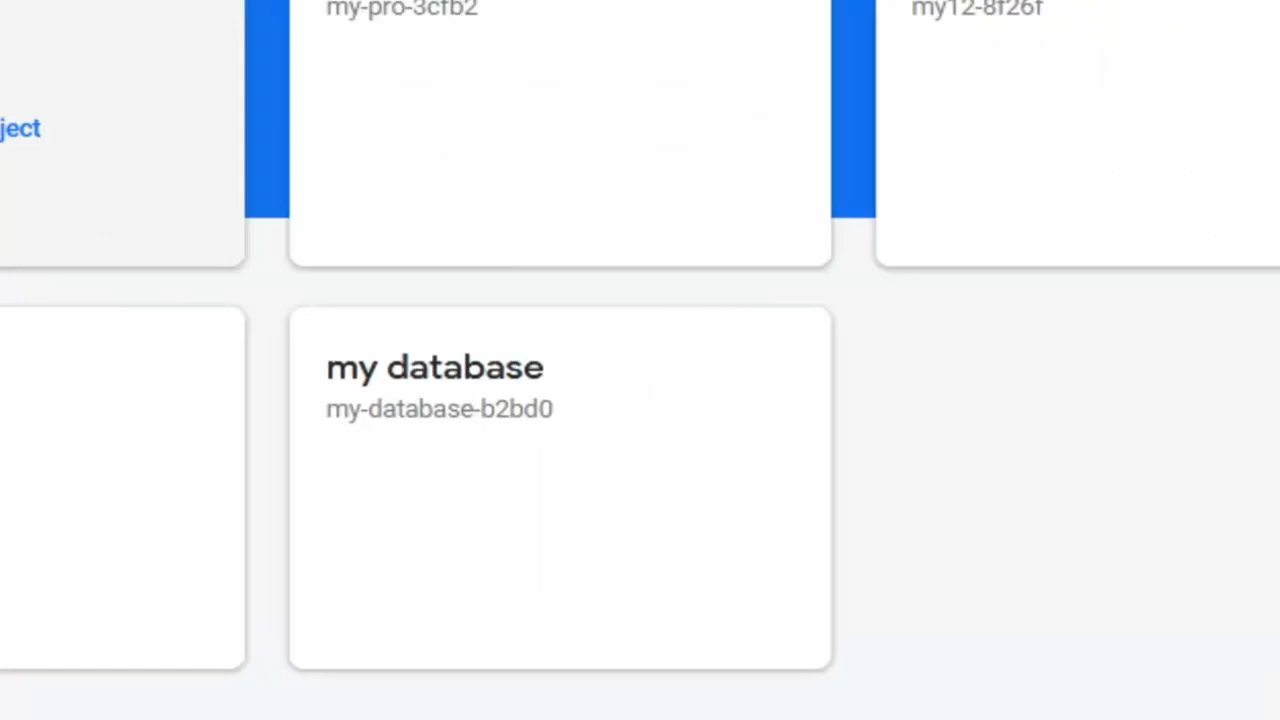 my-pro-3cfb2
my12-8f26f
ject
my database
my-database-b2bd0